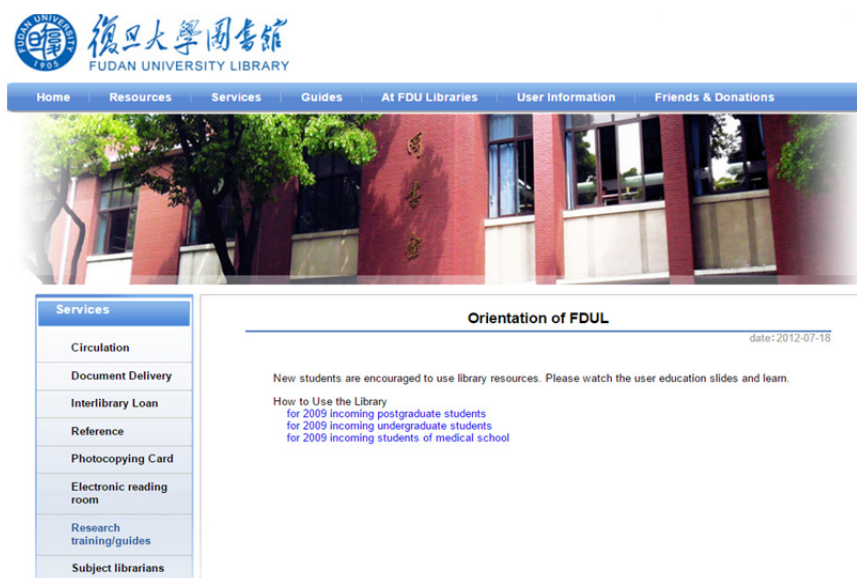 復旦大學圖書館
FUDAN UNIVERSITY LIBRARY
FUDAN UNIVERSITY
1905
Home Resources Services Guides At FDU Libraries User Information Friends & Donations
Services
Circulation
Document Delivery
Interlibrary Loan
Reference
Photocopying Card
Electronic reading
room
Research
training/guides
Subject librarians
Orientation of FDUL
date:2012-07-18
New students are encouraged to use library resources. Please watch the user education slides and learn.
How to Use the Library
for 2009 incoming postgraduate students
for 2009 incoming undergraduate students
for 2009 incoming students of medical school